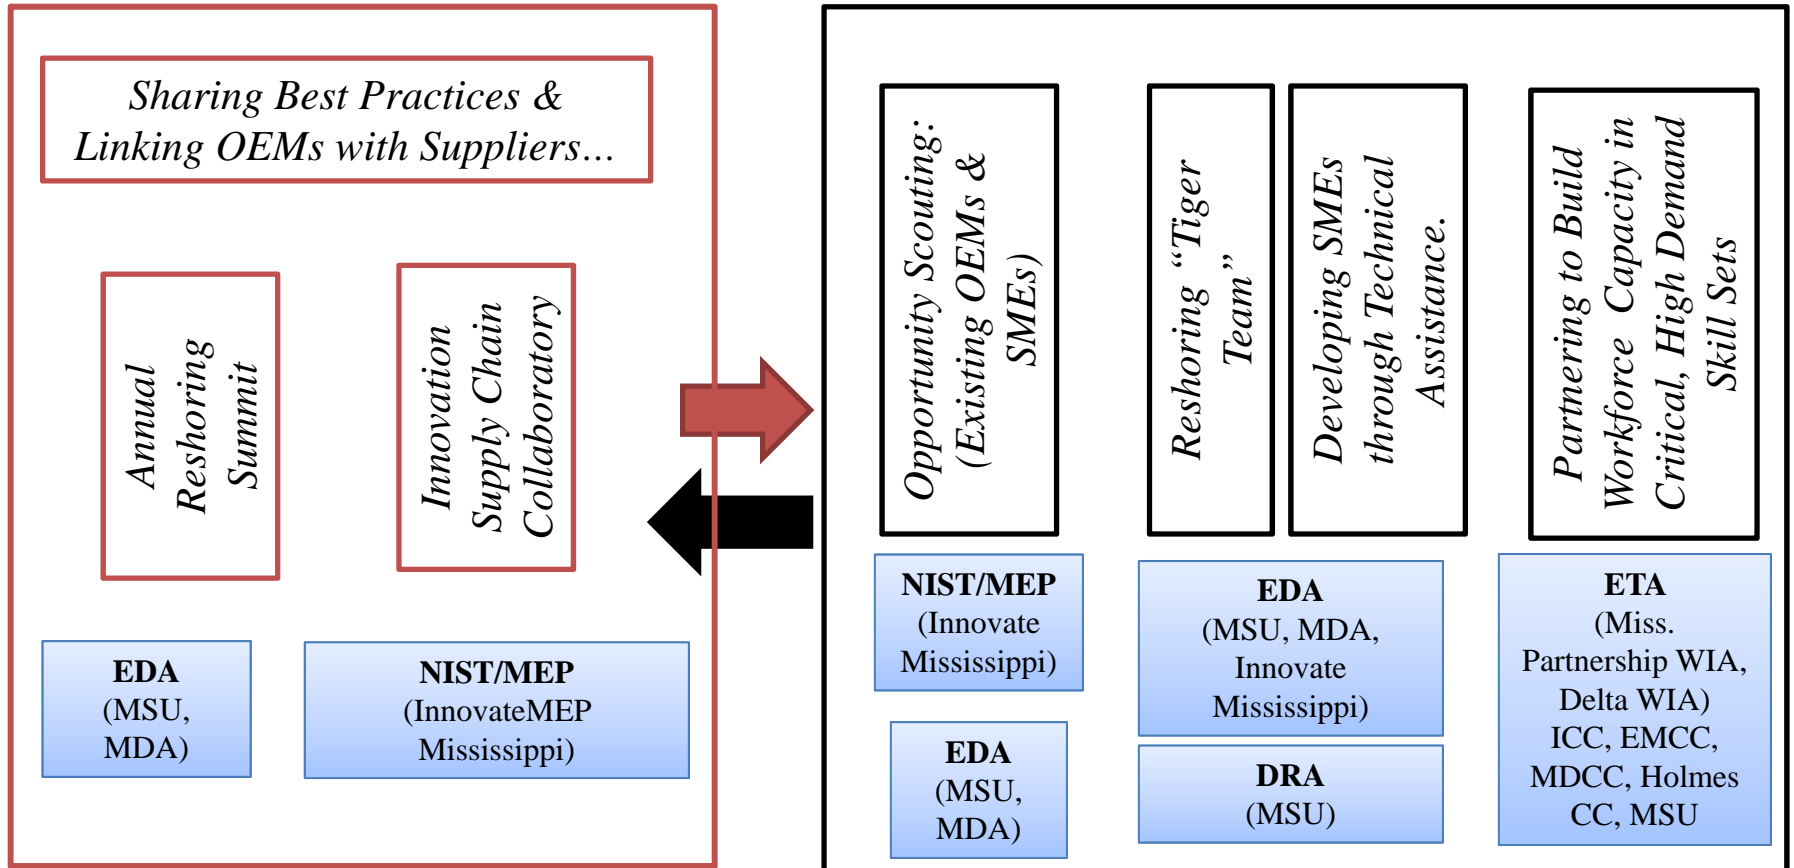 Sharing Best Practices &
Linking OEMs with Suppliers...
Annual
Reshoring
Summit
Innovation
Supply Chain
Collaboratory
EDA
(MSU,
MDA)
NIST/MEP
(InnovateMEP
Mississippi)
Opportunity Scouting:
(Existing OEMs &
SMEs)
Reshoring “Tiger
Team”
Developing SMEs
through Technical
Assistance.
Partnering to Build
Workforce Capacity in
Critical, High Demand
Skill Sets
NIST/MEP
(Innovate
Mississippi)
EDA
(MSU,
MDA)
EDA
(MSU, MDA,
Innovate
Mississippi)
DRA
(MSU)
ETA
(Miss.
Partnership WIA,
Delta WIA)
ICC, EMCC,
MDCC, Holmes
CC, MSU